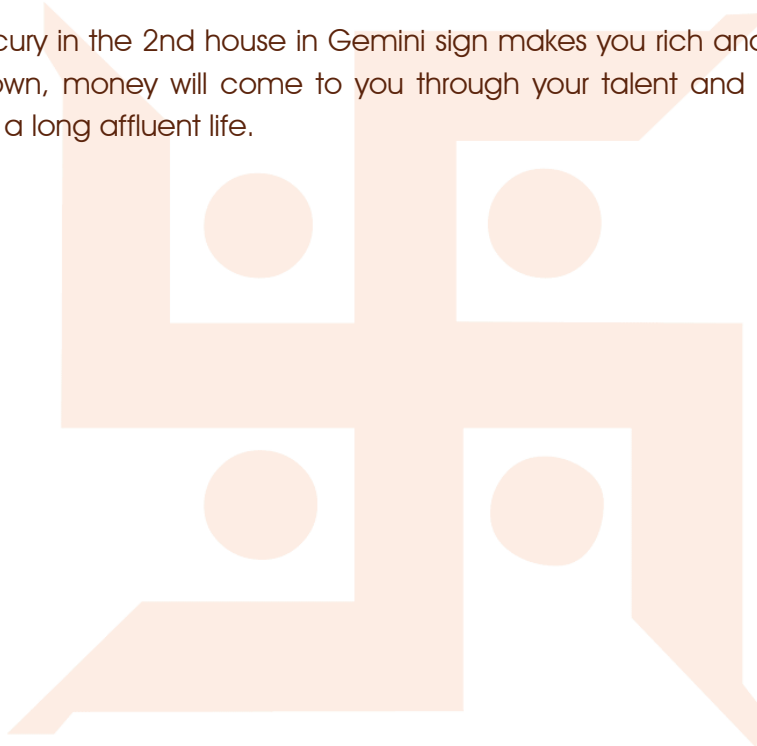 cury in the 2nd house in Gemini sign makes you rich and
own, money will come to you through your talent and
a long affluent life.